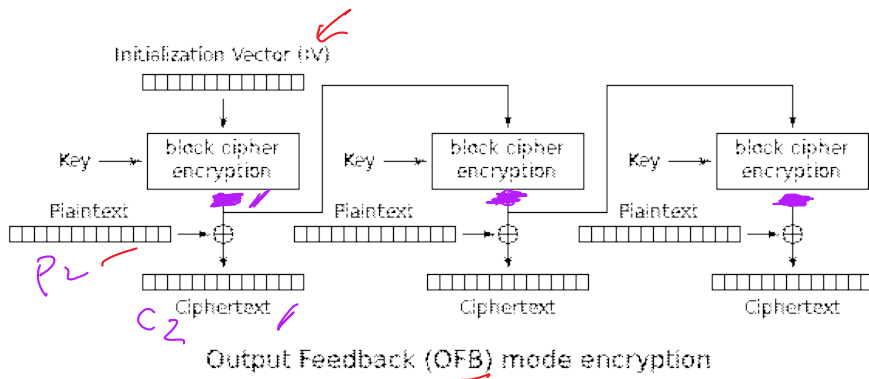 Initialization Vector (IV)
Key
block cipher
encryption
Key
block cipher
encryption
Key
block cipher
encryption
Plaintext
Plaintext
Plaintext
P2
C2
Ciphertext
Ciphertext
Ciphertext
Output Feedback (OFB) mode encryption